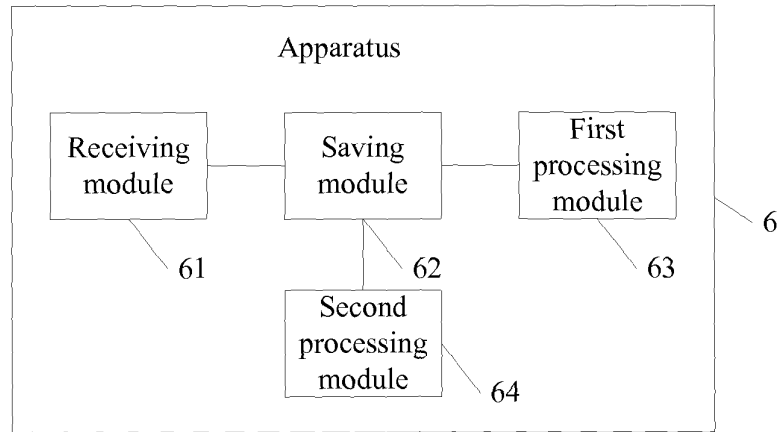 Apparatus
Receiving
module
Saving
module
First
processing
module
6
61
62
63
Second
processing
module
64